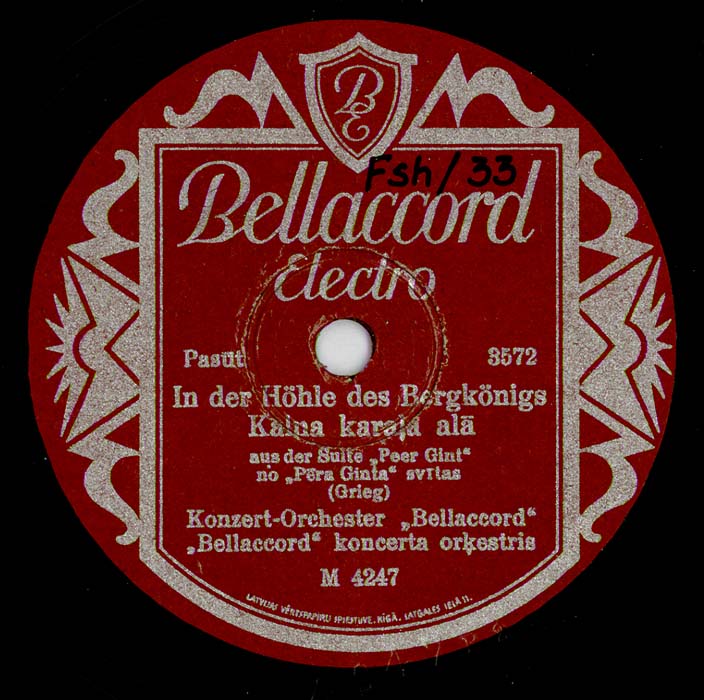 BE
Fsh/33
Bellaccord
Electro
Pasūt 3572
In der Höhle des Bergkönigs
Kalna karaļa alā
aus der Suite „Peer Gint“
no „Pēra Ginta“ svītas
(Grieg)
Konzert-Orchester „Bellaccord“
„Bellaccord“ koncerta orķestris
M 4247
LATVIJAS VĒRTSPAPĪRU SPIESTUVE, RĪGĀ, LATGALES IELĀ 11.